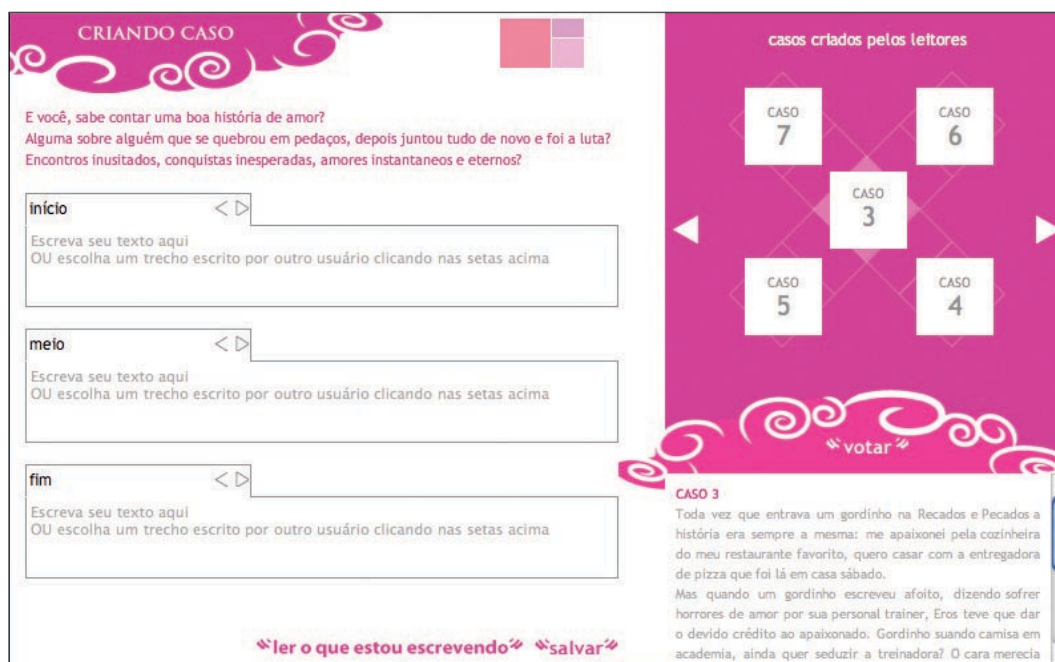 CRIANDO CASO
E você, sabe contar uma boa história de amor?
Alguma sobre alguém que se quebrou em pedaços, depois juntou tudo de novo e foi a luta?
Encontros inusitados, conquistas inesperadas, amores instantaneos e eternos?
início
Escreva seu texto aqui
OU escolha um trecho escrito por outro usuário clicando nas setas acima
meio
Escreva seu texto aqui
OU escolha um trecho escrito por outro usuário clicando nas setas acima
fim
Escreva seu texto aqui
OU escolha um trecho escrito por outro usuário clicando nas setas acima
ler o que estou escrevendo
salvar
casos criados pelos leitores
CASO
7
CASO
6
CASO
3
CASO
5
CASO
4
votar
CASO 3
Toda vez que entrava um gordinho na Recados e Pecados a
história era sempre a mesma: me apaixonei pela cozinheira
do meu restaurante favorito, quero casar com a entregadora
de pizza que foi lá em casa sábado.
Mas quando um gordinho escreveu afoito, dizendo sofrer
horrores de amor por sua personal trainer, Eros teve que dar
o devido crédito ao apaixonado. Gordinho suando camisa em
academia, ainda quer seduzir a treinadora? O cara merecia